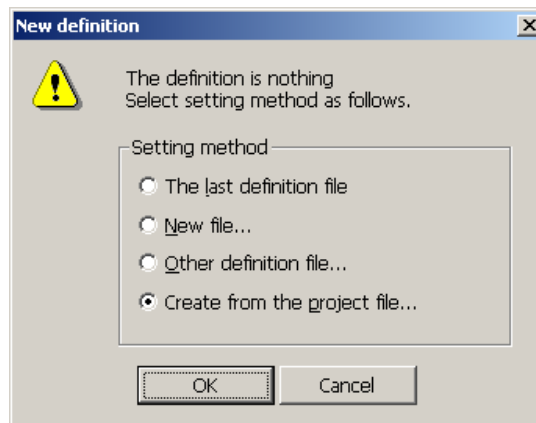 New definition
The definition is nothing
Select setting method as follows.
Setting method
The last definition file
New file...
Other definition file...
Create from the project file...
OK Cancel